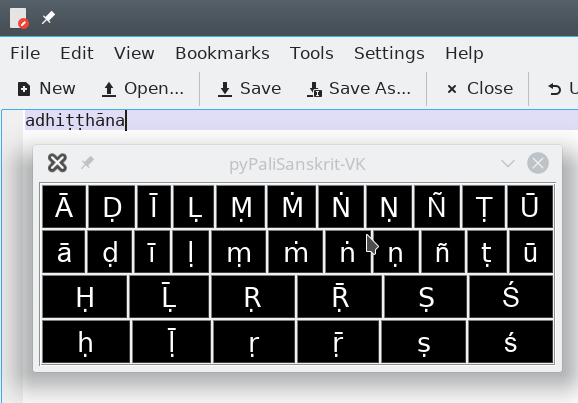 File Edit View Bookmarks Tools Settings Help
New Open... Save Save As... Close U
adhiṭṭhāna
pyPaliSanskrit-VK
Ā Ḍ Ī Ḷ Ṃ Ṁ Ṅ Ṇ Ñ Ṭ Ū
ā ḍ ī ḷ ṃ ṁ ṅ ṇ ñ ṭ ū
Ḥ Ḹ Ṛ Ṝ Ṣ Ś
ḥ ḹ ṛ ṝ ṣ ś